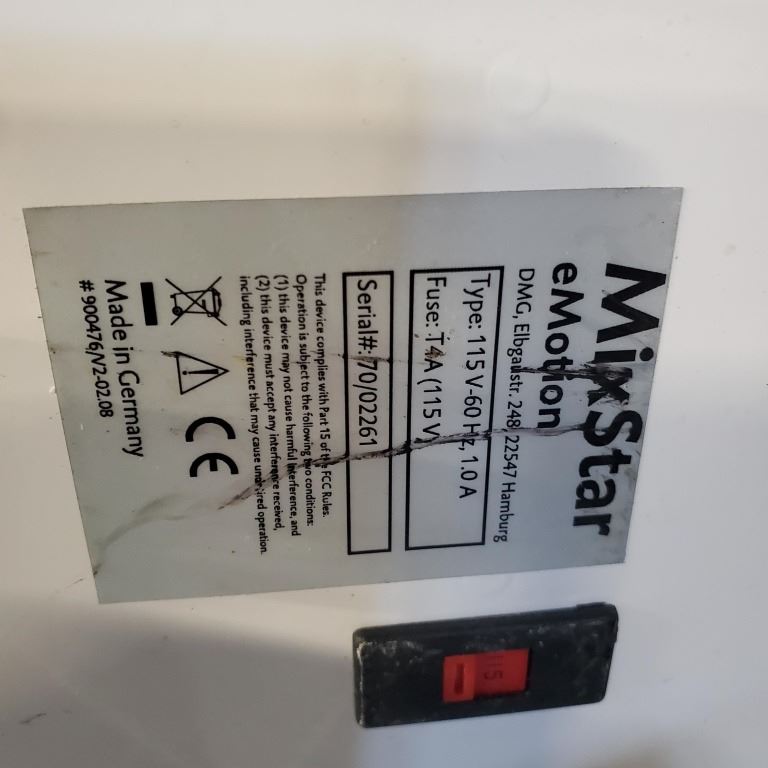 MixStar
eMotion
DMG, Elbgaustr. 248, 22547 Hamburg
Type: 115 V-60 Hz, 1.0 A
Fuse: T 4 A (115 V)
Serial#: 70/02261
This device complies with Part 15 of the FCC Rules.
Operation is subject to the following two conditions:
(1) this device may not cause harmful interference, and
(2) this device must accept any interference received,
including interference that may cause undesired operation.
CE
Made in Germany
# 900476/V2-02.08
115